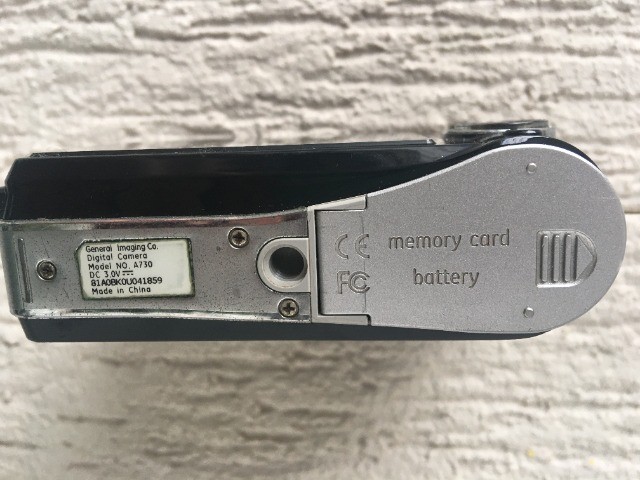 General Imaging Co.
Digital Camera
Model NO. A730
DC 3.0V
81A0BK0U041859
Made in China
CE
FC
memory card
battery